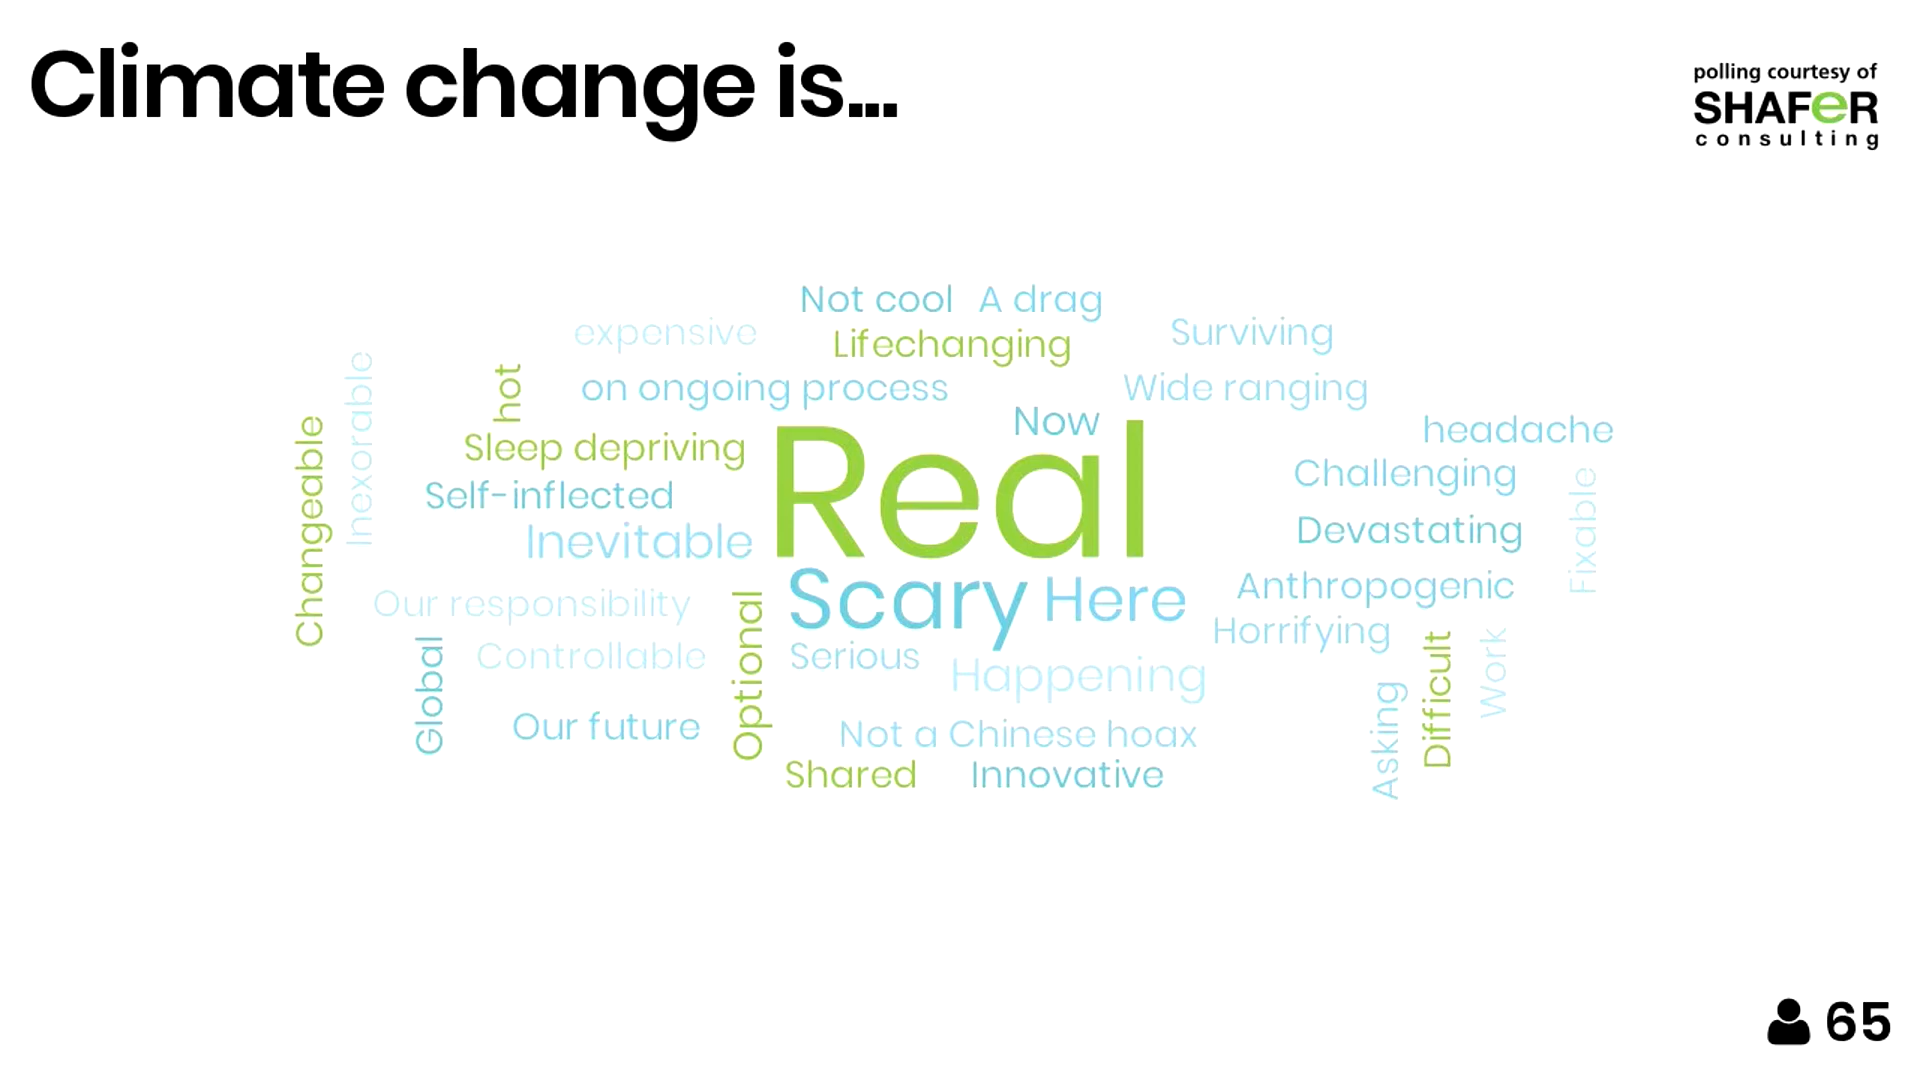 Climate change is...
polling courtesy of
SHAFeR
consulting
Not cool
A drag
expensive
Lifechanging
Surviving
hot
on ongoing process
Wide ranging
Inexorable
Now
headache
Changeable
Sleep depriving
Real
Challenging
Self-inflected
Inevitable
Devastating
Fixable
Our responsibility
Scary
Here
Anthropogenic
Horrifying
Global
Controllable
Optional
Serious
Happening
Difficult
Work
Our future
Not a Chinese hoax
Asking
Shared
Innovative
65